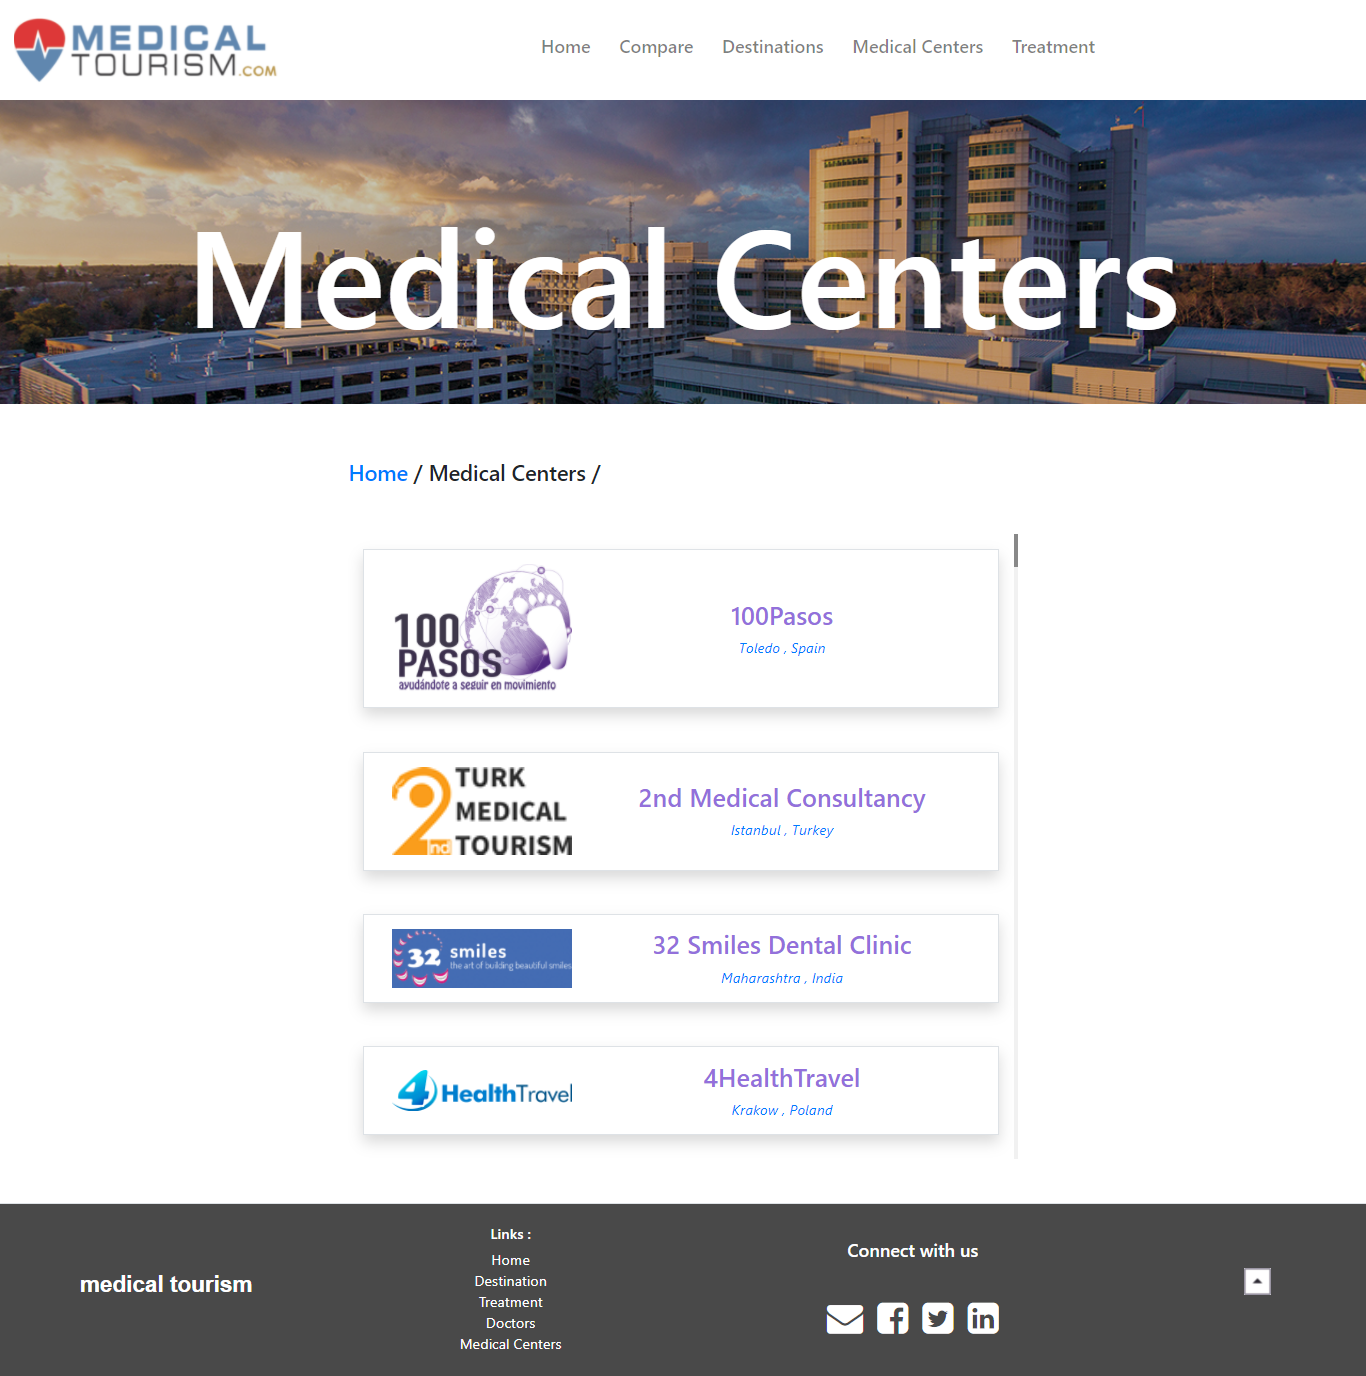 MEDICAL
TOURISM.COM
Home Compare Destinations Medical Centers Treatment
Medical Centers
Home / Medical Centers /
100
PASOS
ayudándote a seguir en movimiento
100Pasos
Toledo , Spain
2nd
TURK
MEDICAL
TOURISM
2nd Medical Consultancy
Istanbul , Turkey
32 smiles
the art of building beautiful smiles
32 Smiles Dental Clinic
Maharashtra , India
4HealthTravel
4HealthTravel
Krakow , Poland
medical tourism
Links :
Home
Destination
Treatment
Doctors
Medical Centers
Connect with us